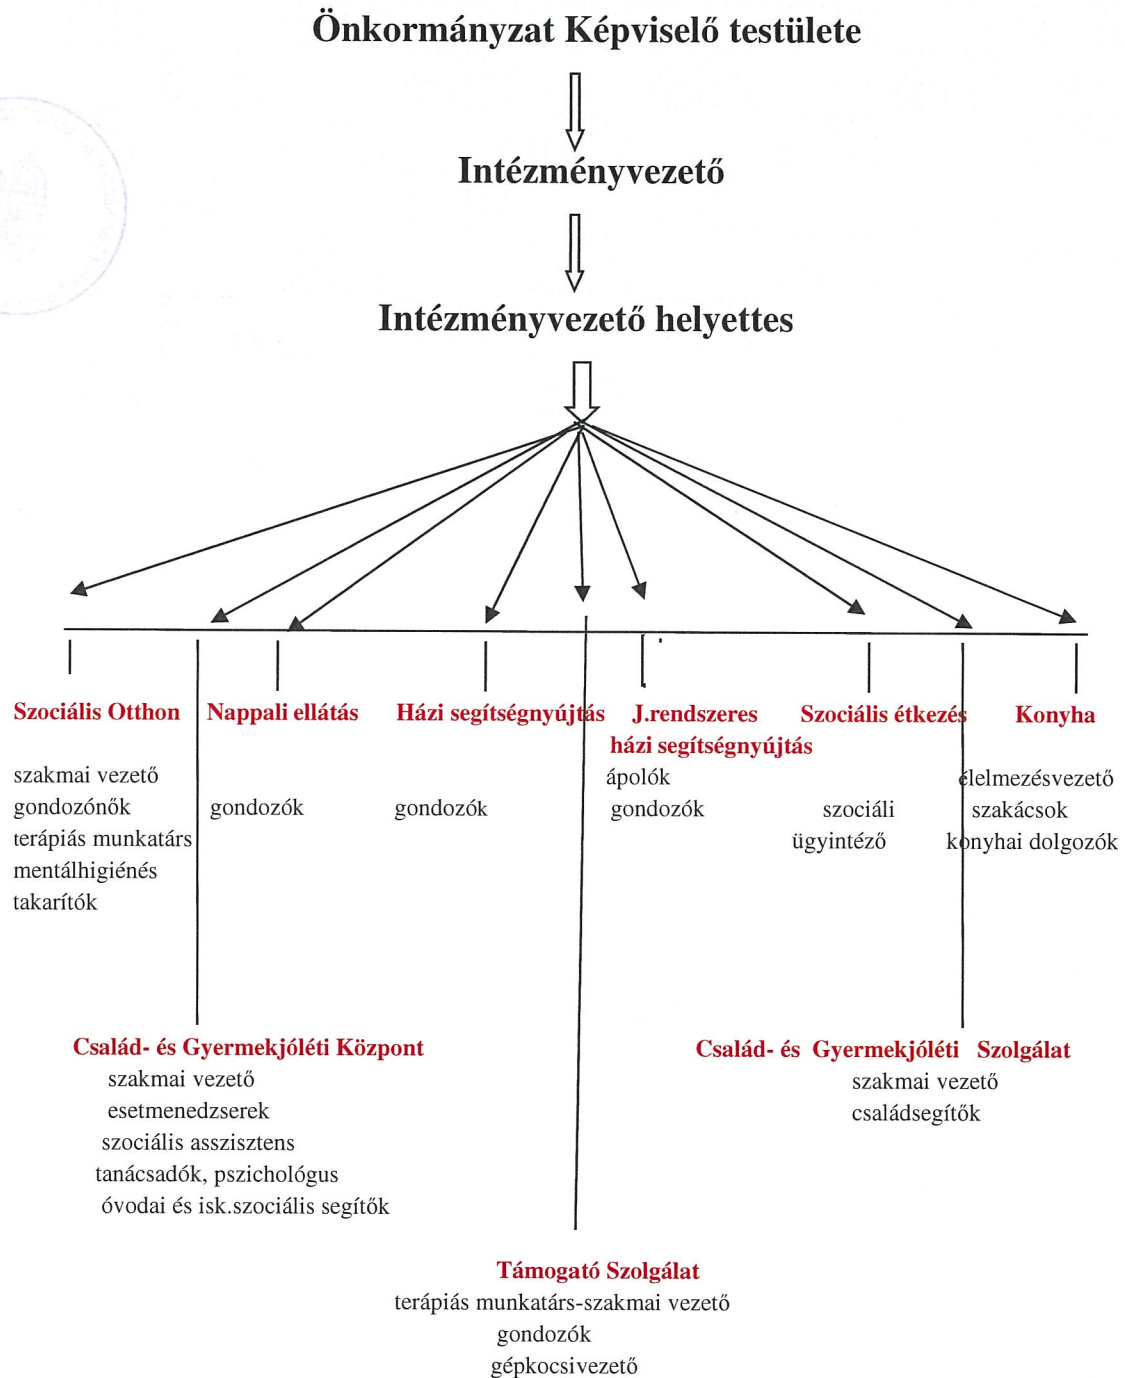 Önkormányzat Képviselő testülete
Intézményvezető
Intézményvezető helyettes
Szociális Otthon
szakmai vezető
gondozónők
terápiás munkatárs
mentálhigiénés
takarítók
Nappali ellátás
gondozók
Házi segítségnyújtás
gondozók
J.rendszeres
házi segítségnyújtás
ápolók
gondozók
Szociális étkezés
szociáli
ügyintéző
Konyha
élelmezésvezető
szakácsok
konyhai dolgozók
Család- és Gyermekjóléti Központ
szakmai vezető
esetmenedzserek
szociális asszisztens
tanácsadók, pszichológus
óvodai és isk.szociális segítők
Család- és Gyermekjóléti Szolgálat
szakmai vezető
családsegítők
Támogató Szolgálat
terápiás munkatárs-szakmai vezető
gondozók
gépkocsivezető